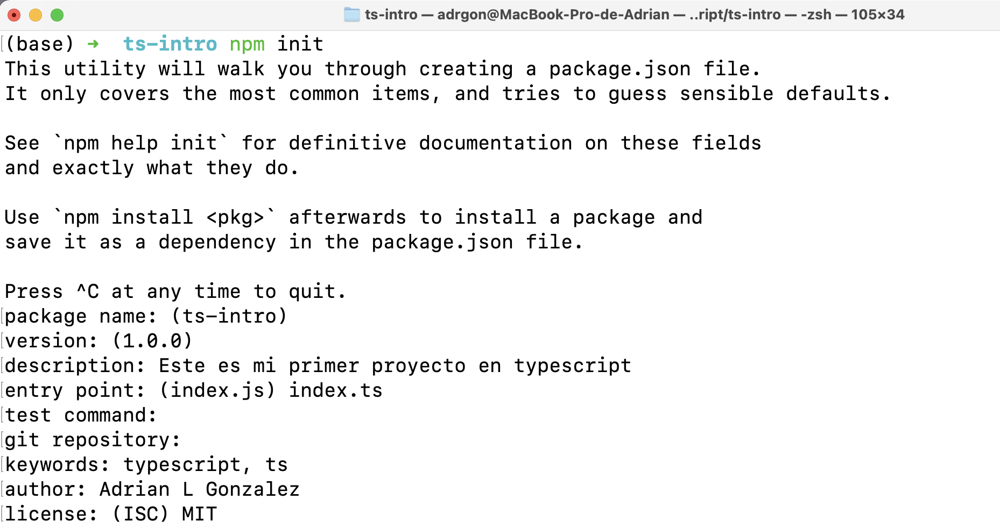 ts-intro — adrgon@MacBook-Pro-de-Adrian — ..ript/ts-intro — -zsh — 105×34
(base) ➜  ts-intro npm init
This utility will walk you through creating a package.json file.
It only covers the most common items, and tries to guess sensible defaults.
See `npm help init` for definitive documentation on these fields
and exactly what they do.
Use `npm install <pkg>` afterwards to install a package and
save it as a dependency in the package.json file.
Press ^C at any time to quit.
package name: (ts-intro)
version: (1.0.0)
description: Este es mi primer proyecto en typescript
entry point: (index.js) index.ts
test command:
git repository:
keywords: typescript, ts
author: Adrian L Gonzalez
license: (ISC) MIT